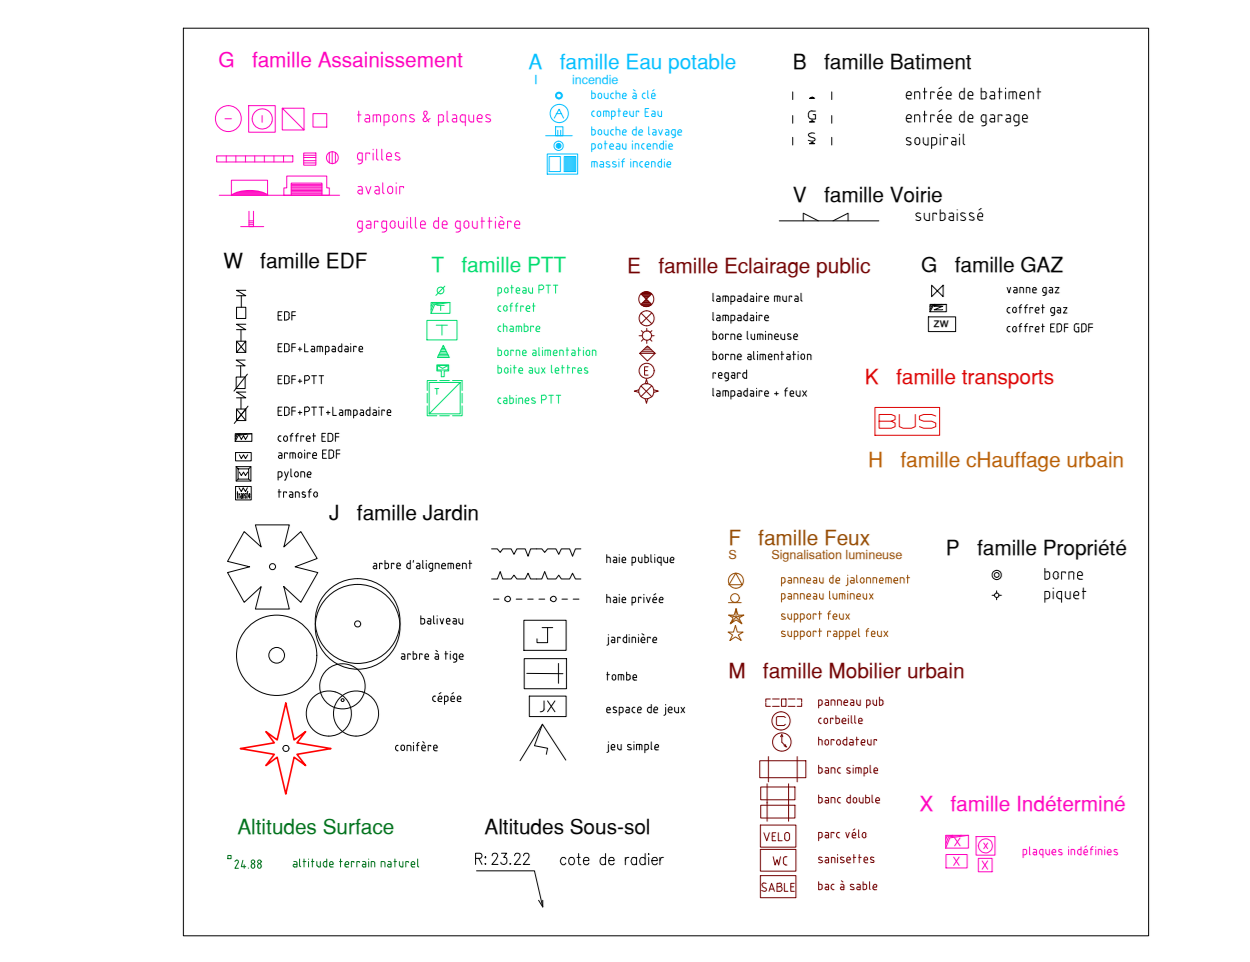 G famille Assainissement
tampons & plaques
grilles
avaloir
gargouille de gouttière
A famille Eau potable
I incendie
bouche à clé
A compteur Eau
bouche de lavage
poteau incendie
massif incendie
B famille Batiment
entrée de batiment
G entrée de garage
S soupirail
V famille Voirie
surbaissé
W famille EDF
EDF
EDF+Lampadaire
EDF+PTT
EDF+PTT+Lampadaire
W coffret EDF
W armoire EDF
W pylone
W transfo
T famille PTT
poteau PTT
T coffret
T chambre
borne alimentation
boite aux lettres
T cabines PTT
E famille Eclairage public
lampadaire mural
lampadaire
borne lumineuse
borne alimentation
E regard
lampadaire + feux
G famille GAZ
vanne gaz
coffret gaz
ZW coffret EDF GDF
K famille transports
BUS
H famille cHauffage urbain
J famille Jardin
arbre d'alignement
baliveau
arbre à tige
cépée
conifère
haie publique
haie privée
J jardinière
tombe
JX espace de jeux
jeu simple
F famille Feux
S Signalisation lumineuse
panneau de jalonnement
panneau lumineux
support feux
support rappel feux
P famille Propriété
borne
piquet
M famille Mobilier urbain
panneau pub
C corbeille
horodateur
banc simple
banc double
VELO parc vélo
WC sanisettes
SABLE bac à sable
X famille Indéterminé
X X
X X
plaques indéfinies
Altitudes Surface
24.88 altitude terrain naturel
Altitudes Sous-sol
R: 23.22 cote de radier